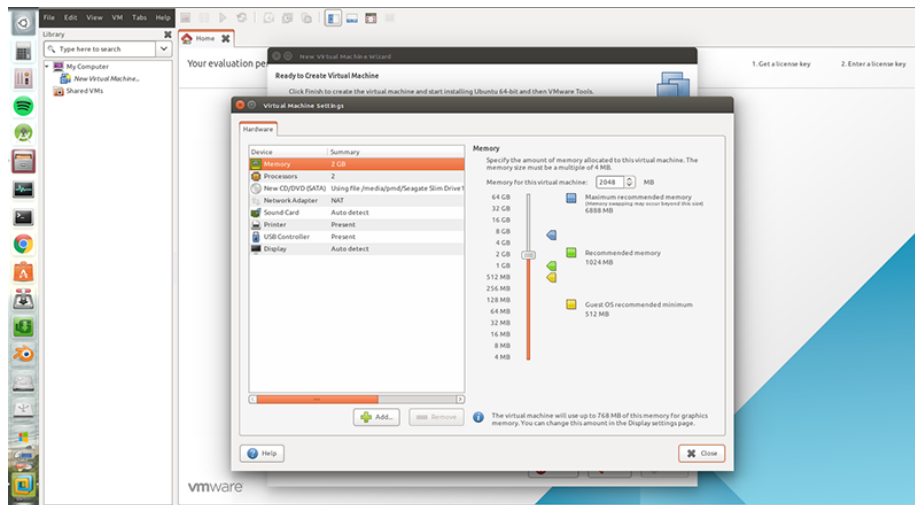 File Edit View VM Tabs Help
Library
Type here to search
My Computer
New Virtual Machine...
Shared VMs
Home
Your evaluation pe
1. Get a license key
2. Enter a license key
New Virtual Machine Wizard
Ready to Create Virtual Machine
Click Finish to create the virtual machine and start installing Ubuntu 64-bit and then VMware Tools.
Virtual Machine Settings
Hardware
Device Summary
Memory 2 GB
Processors 2
New CD/DVD (SATA) Using file /media/pmd/Seagate Slim Drive1
Network Adapter NAT
Sound Card Auto detect
Printer Present
USB Controller Present
Display Auto detect
Add...
Remove
Memory
Specify the amount of memory allocated to this virtual machine. The
memory size must be a multiple of 4 MB.
Memory for this virtual machine: 2048 MB
64 GB
32 GB
16 GB
8 GB
4 GB
2 GB
1 GB
512 MB
256 MB
128 MB
64 MB
32 MB
16 MB
8 MB
4 MB
Maximum recommended memory
(Memory swapping may occur beyond this size)
6888 MB
Recommended memory
1024 MB
Guest OS recommended minimum
512 MB
The virtual machine will use up to 768 MB of this memory for graphics
memory. You can change this amount in the Display settings page.
Help
Close
vmware